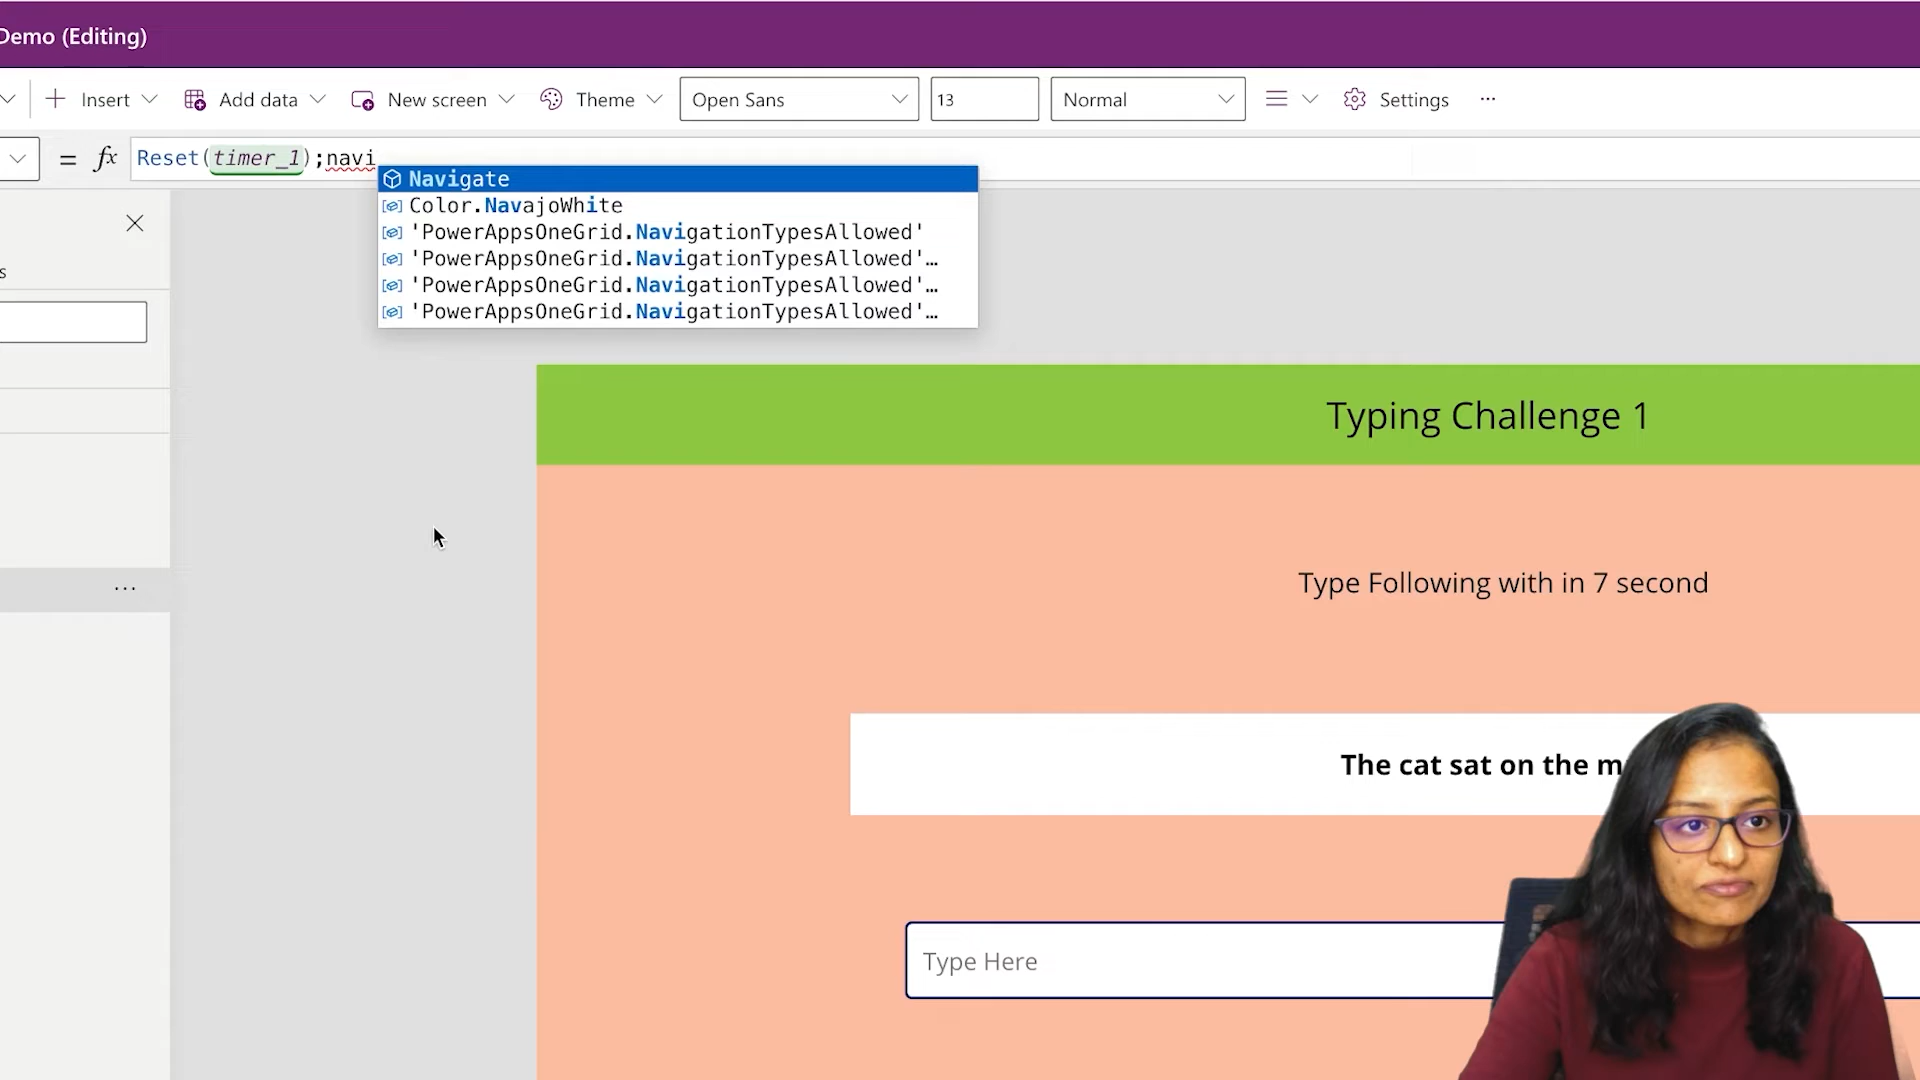 Demo (Editing)
Insert Add data New screen Theme Open Sans 13 Normal Settings ...
= fx Reset(timer_1);navi
Navigate
Color.NavajoWhite
'PowerAppsOneGrid.NavigationTypesAllowed'
'PowerAppsOneGrid.NavigationTypesAllowed'...
'PowerAppsOneGrid.NavigationTypesAllowed'...
'PowerAppsOneGrid.NavigationTypesAllowed'...
s
Typing Challenge 1
Type Following with in 7 second
The cat sat on the m
Type Here